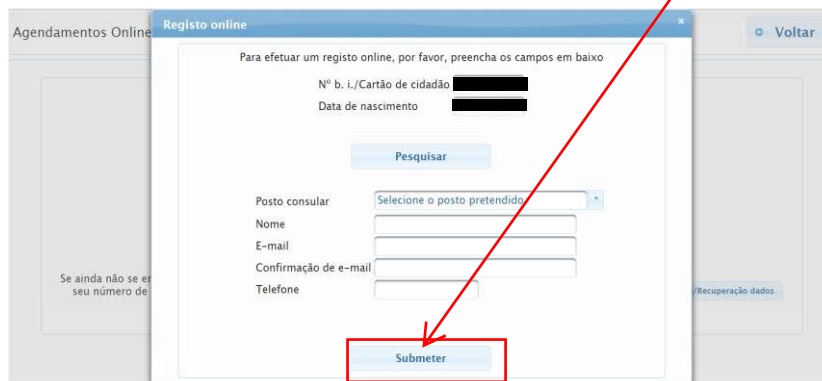 Agendamentos Online
Registo online
×
Voltar
Para efetuar um registo online, por favor, preencha os campos em baixo
Nº b. i./Cartão de cidadão
Data de nascimento
Pesquisar
Posto consular Selecione o posto pretendido
Nome
E-mail
Confirmação de e-mail
Telefone
Se ainda não se
seu número de
/Recuperação dados
Submeter